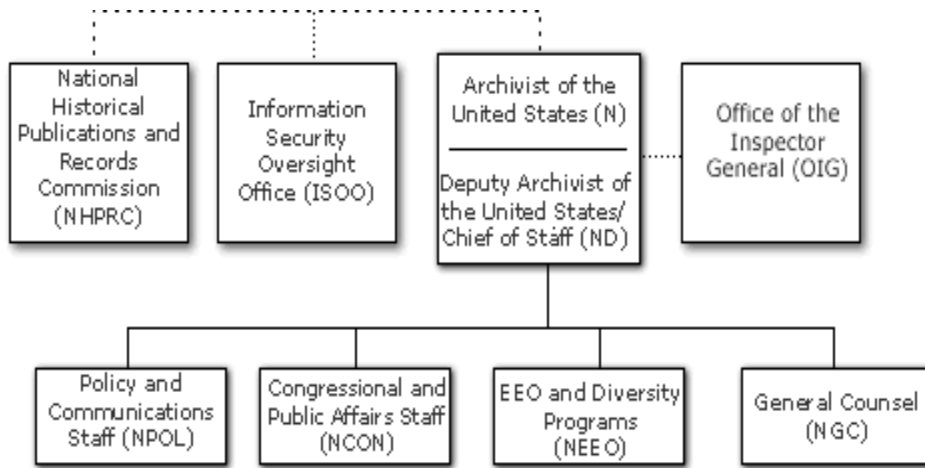 National
Historical
Publications and
Records
Commission
(NHPRC)
Information
Security
Oversight
Office (ISOO)
Archivist of the
United States (N)
Deputy Archivist of
the United States/
Chief of Staff (ND)
Office of the
Inspector
General (OIG)
Policy and
Communications
Staff (NPOL)
Congressional and
Public Affairs Staff
(NCON)
EEO and Diversity
Programs
(NEEO)
General Counsel
(NGC)